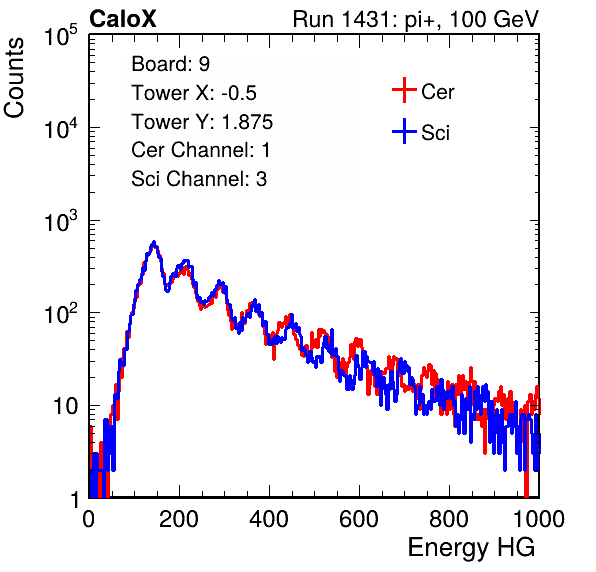 CaloX Run 1431: pi+, 100 GeV
Counts
10^5
10^4
10^3
10^2
10
1
Board: 9
Tower X: -0.5
Tower Y: 1.875
Cer Channel: 1
Sci Channel: 3
Cer
Sci
0 200 400 600 800 1000
Energy HG